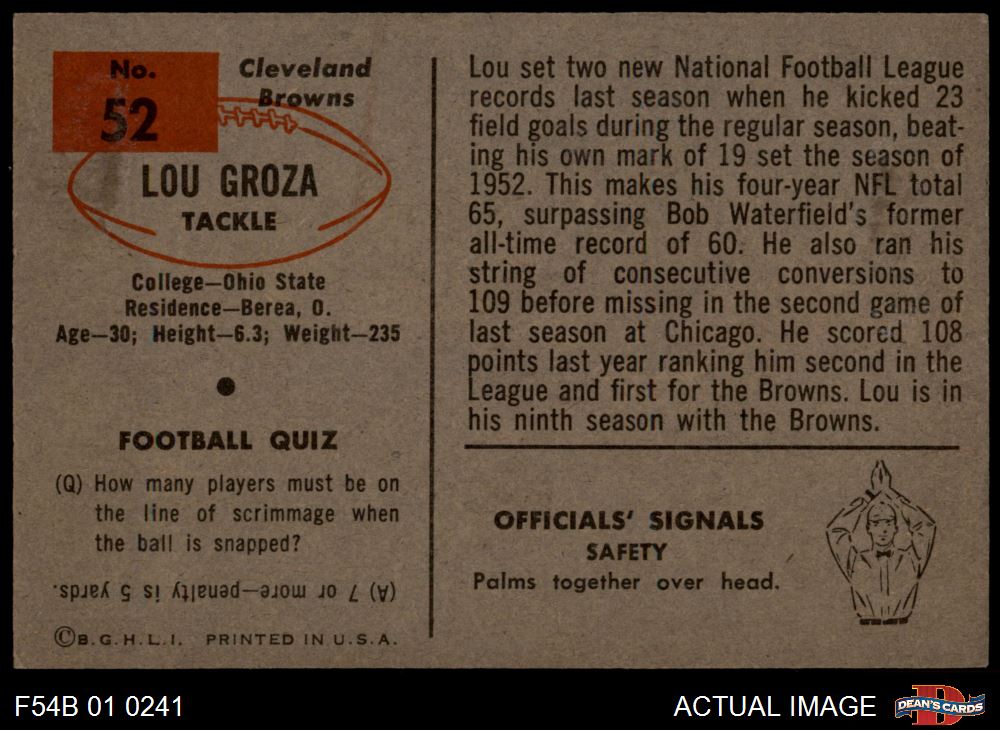 No.
52
Cleveland
Browns
LOU GROZA
TACKLE
College—Ohio State
Residence—Berea, O.
Age—30; Height—6.3; Weight—235
FOOTBALL QUIZ
(Q) How many players must be on
the line of scrimmage when
the ball is snapped?
(A) 7 or more—penalty is 5 yards.
©B.G.H.L.I. PRINTED IN U.S.A.
Lou set two new National Football League
records last season when he kicked 23
field goals during the regular season, beat-
ing his own mark of 19 set the season of
1952. This makes his four-year NFL total
65, surpassing Bob Waterfield's former
all-time record of 60. He also ran his
string of consecutive conversions to
109 before missing in the second game of
last season at Chicago. He scored 108
points last year ranking him second in the
League and first for the Browns. Lou is in
his ninth season with the Browns.
OFFICIALS' SIGNALS
SAFETY
Palms together over head.
F54B 01 0241
ACTUAL IMAGE
D
DEAN'S CARDS